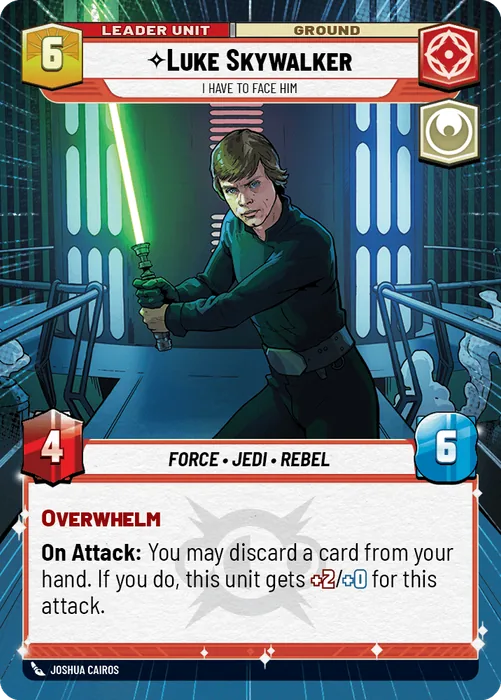 LEADER UNIT
GROUND
6
✧LUKE SKYWALKER
I HAVE TO FACE HIM
4
FORCE • JEDI • REBEL
6
OVERWHELM
On Attack: You may discard a card from your
hand. If you do, this unit gets +2/+0 for this
attack.
JOSHUA CAIROS